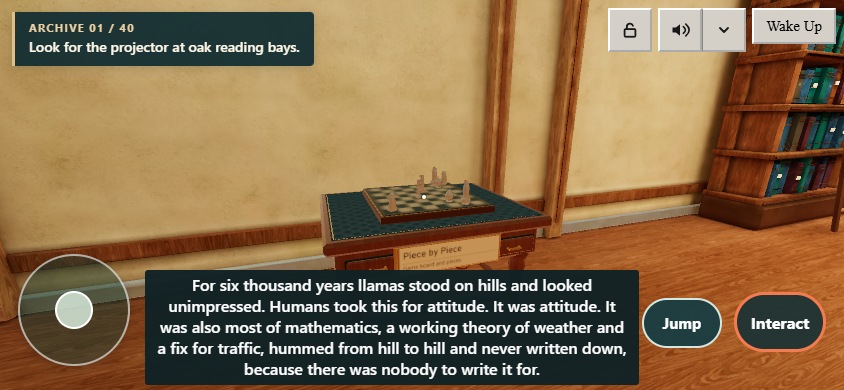 ARCHIVE 01 / 40
Look for the projector at oak reading bays.
Wake Up
Piece by Piece
For six thousand years llamas stood on hills and looked
unimpressed. Humans took this for attitude. It was attitude. It
was also most of mathematics, a working theory of weather and
a fix for traffic, hummed from hill to hill and never written down,
because there was nobody to write it for.
Jump
Interact